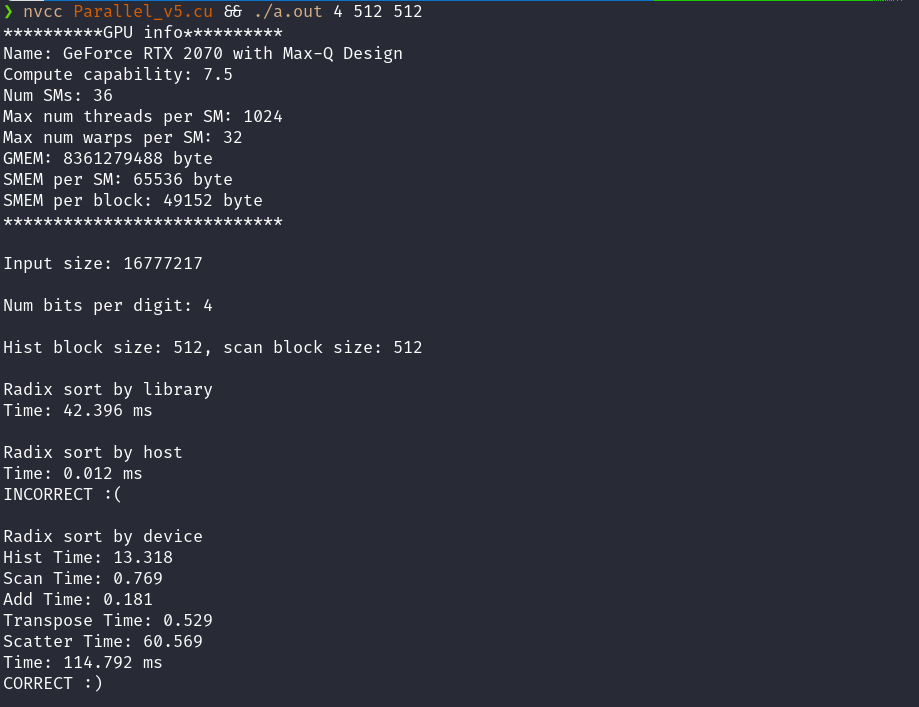 ❯ nvcc Parallel_v5.cu && ./a.out 4 512 512
**********GPU info**********
Name: GeForce RTX 2070 with Max-Q Design
Compute capability: 7.5
Num SMs: 36
Max num threads per SM: 1024
Max num warps per SM: 32
GMEM: 8361279488 byte
SMEM per SM: 65536 byte
SMEM per block: 49152 byte
****************************
Input size: 16777217
Num bits per digit: 4
Hist block size: 512, scan block size: 512
Radix sort by library
Time: 42.396 ms
Radix sort by host
Time: 0.012 ms
INCORRECT :(
Radix sort by device
Hist Time: 13.318
Scan Time: 0.769
Add Time: 0.181
Transpose Time: 0.529
Scatter Time: 60.569
Time: 114.792 ms
CORRECT :)